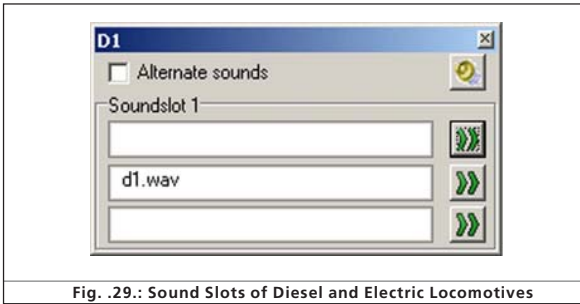 D1
Alternate sounds
Soundslot 1
d1.wav
Fig. .29.: Sound Slots of Diesel and Electric Locomotives